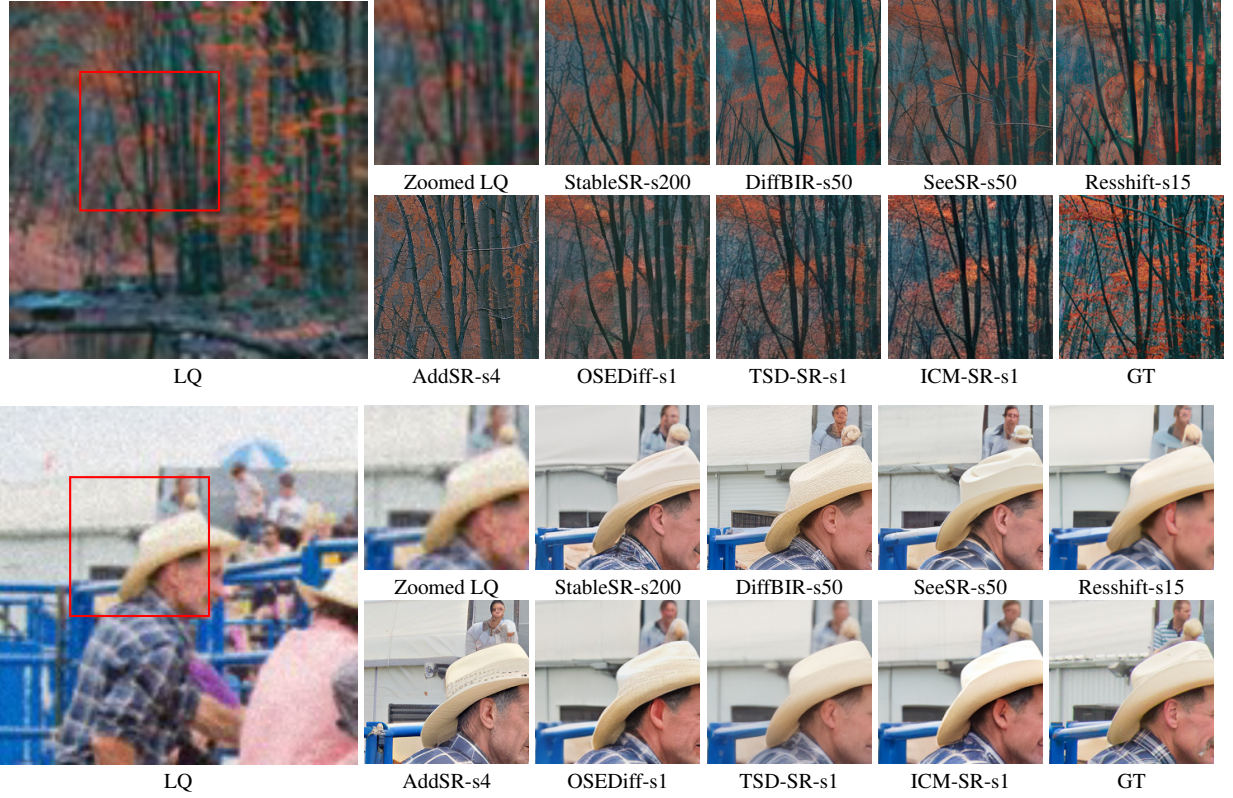 Zoomed LQ StableSR-s200 DiffBIR-s50 SeeSR-s50 Resshift-s15
LQ AddSR-s4 OSEDiff-s1 TSD-SR-s1 ICM-SR-s1 GT
Zoomed LQ StableSR-s200 DiffBIR-s50 SeeSR-s50 Resshift-s15
LQ AddSR-s4 OSEDiff-s1 TSD-SR-s1 ICM-SR-s1 GT